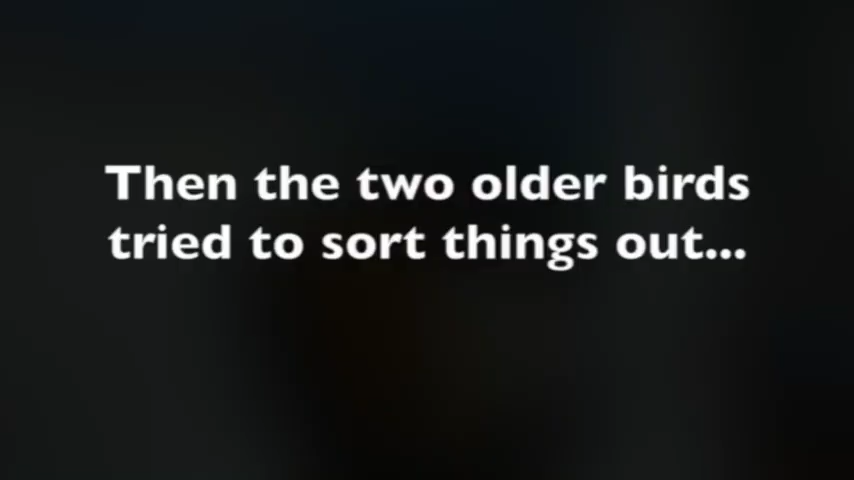 Then the two older birds
tried to sort things out...